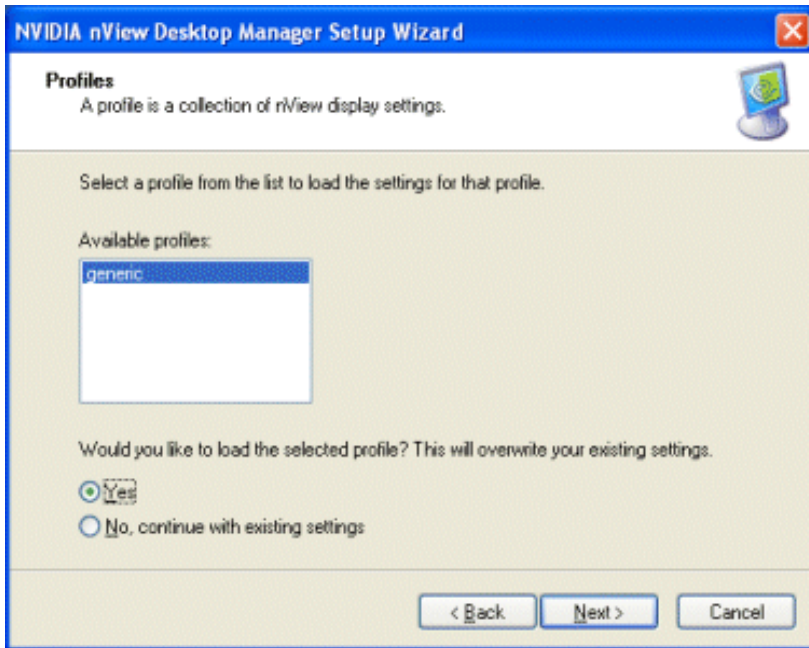 NVIDIA nView Desktop Manager Setup Wizard
Profiles
A profile is a collection of nView display settings.
Select a profile from the list to load the settings for that profile.
Available profiles:
generic
Would you like to load the selected profile? This will overwrite your existing settings.
Yes
No, continue with existing settings
< Back Next > Cancel